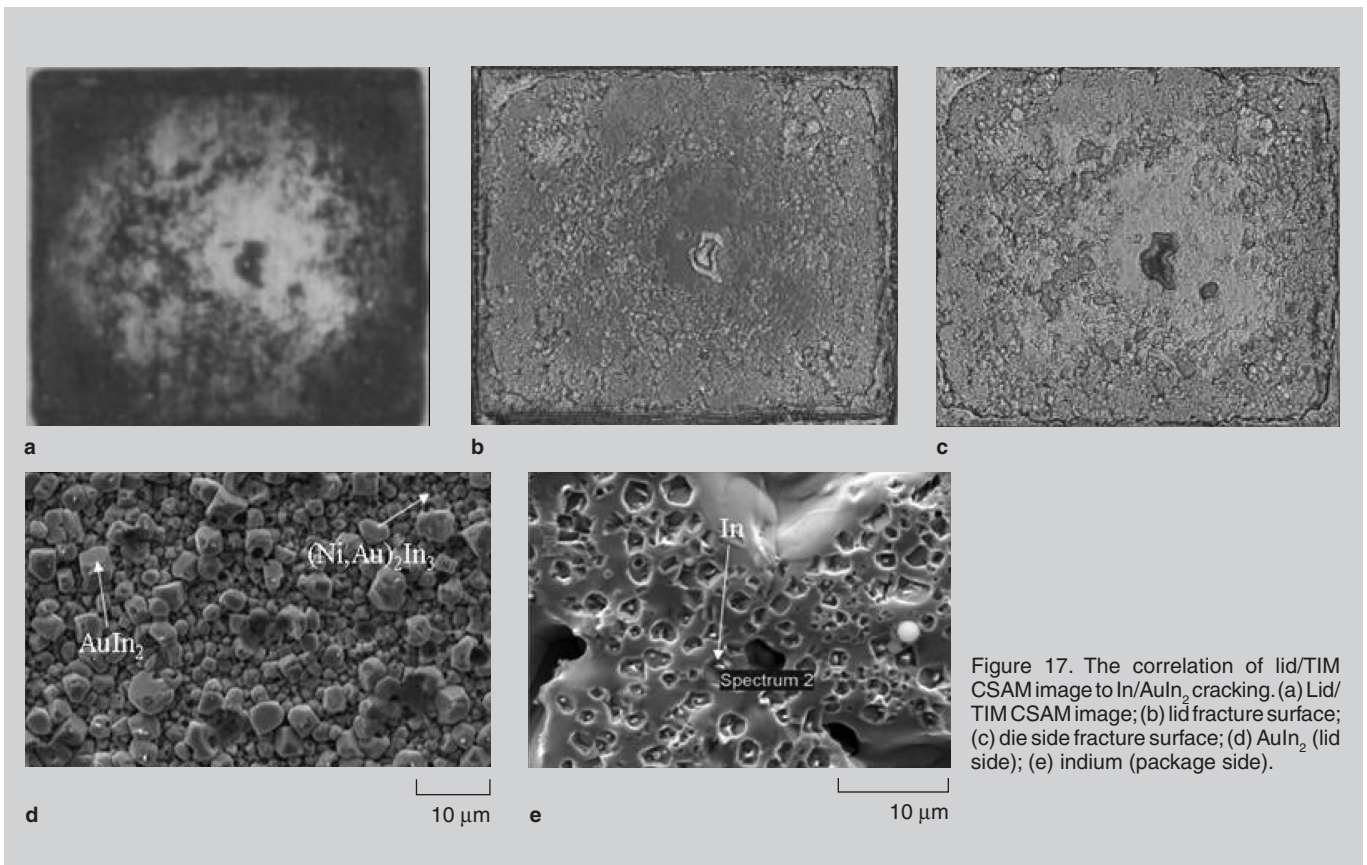 a
b
c
(Ni,Au)₂In₃
AuIn₂
In
Spectrum 2
10 μm
10 μm
d
e
Figure 17. The correlation of lid/TIM
CSAM image to In/AuIn₂ cracking. (a) Lid/
TIM CSAM image; (b) lid fracture surface;
(c) die side fracture surface; (d) AuIn₂ (lid
side); (e) indium (package side).